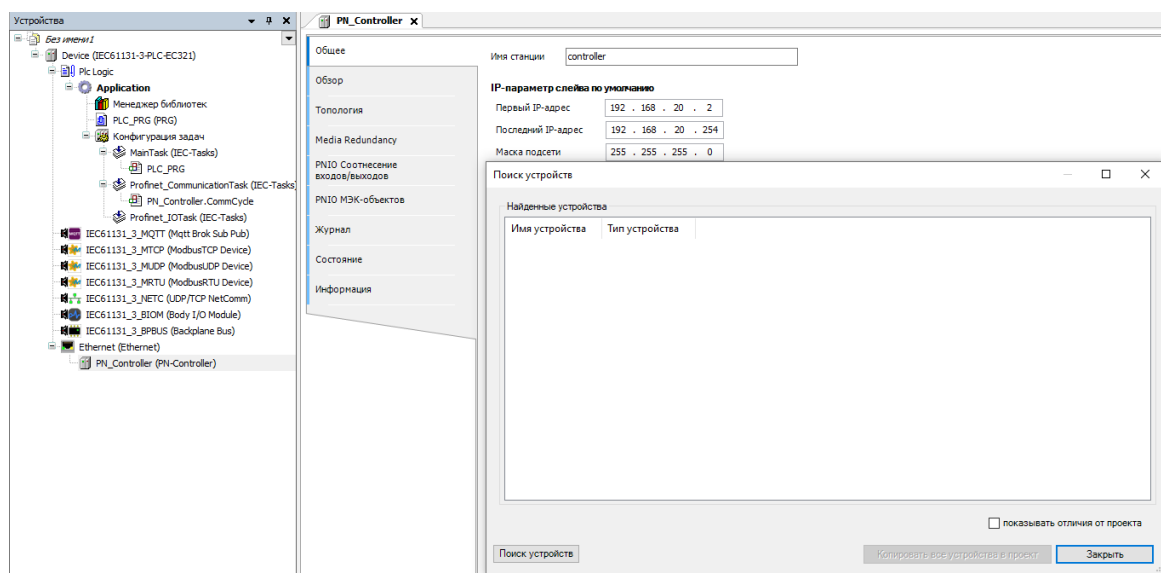 Устройства
Без имени1
Device (IEC61131-3-PLC-EC321)
Plc Logic
Application
Менеджер библиотек
PLC_PRG (PRG)
Конфигурация задач
MainTask (IEC-Tasks)
PLC_PRG
Profinet_CommunicationTask (IEC-Tasks)
PN_Controller.CommCycle
Profinet_IOTask (IEC-Tasks)
IEC61131_3_MQTT (Mqtt Brok Sub Pub)
IEC61131_3_MTCP (ModbusTCP Device)
IEC61131_3_MUDP (ModbusUDP Device)
IEC61131_3_MRTU (ModbusRTU Device)
IEC61131_3_NETC (UDP/TCP NetComm)
IEC61131_3_BIOM (Body I/O Module)
IEC61131_3_BPBUS (Backplane Bus)
Ethernet (Ethernet)
PN_Controller (PN-Controller)
PN_Controller
Общее
Обзор
Топология
Media Redundancy
PNIO Соотнесение
входов/выходов
PNIO МЭК-объектов
Журнал
Состояние
Информация
Имя станции controller
IP-параметр слейва по умолчанию
Первый IP-адрес 192 . 168 . 20 . 2
Последний IP-адрес 192 . 168 . 20 . 254
Маска подсети 255 . 255 . 255 . 0
Поиск устройств
Найденные устройства
Имя устройства Тип устройства
показывать отличия от проекта
Поиск устройств Копировать все устройства в проект Закрыть